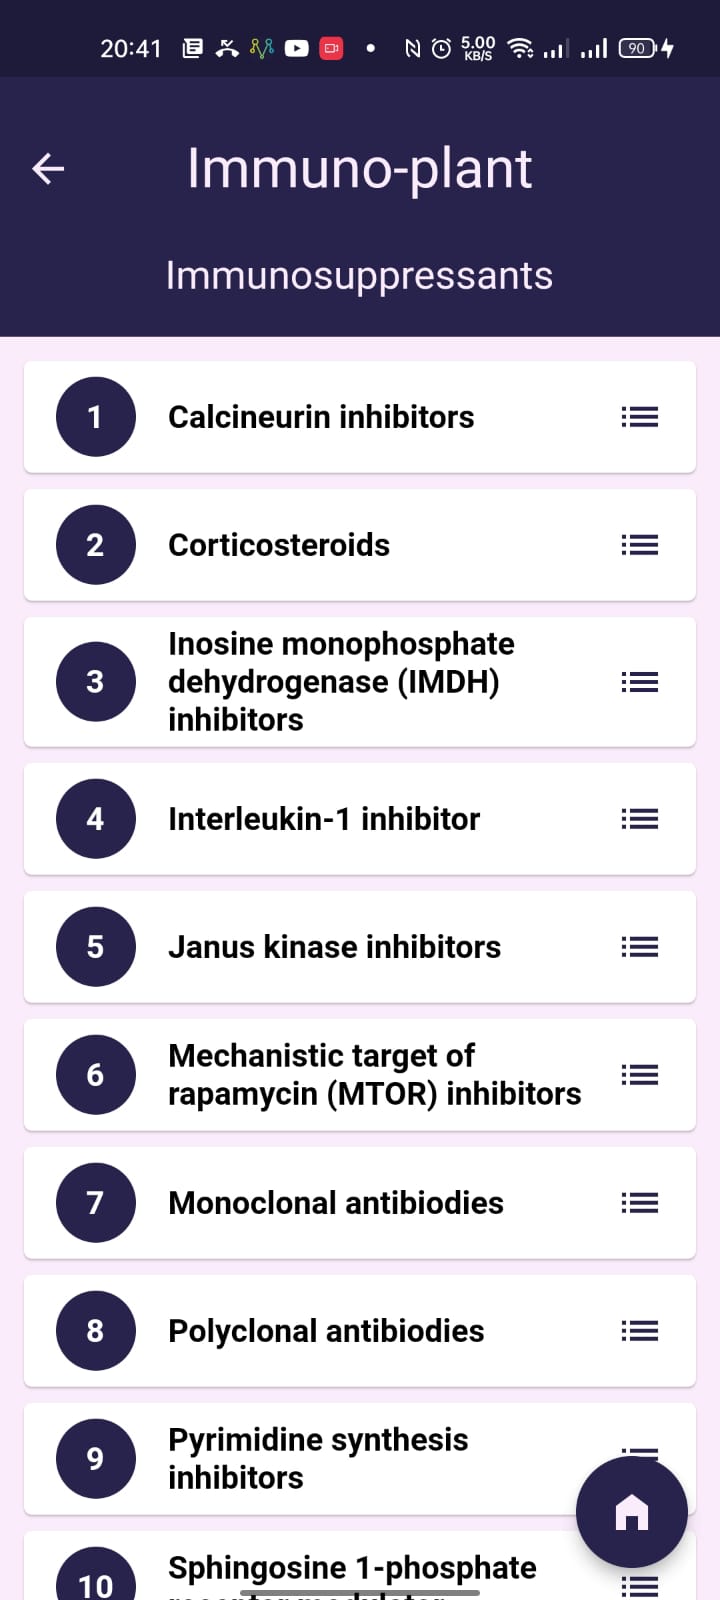 20:41
5.00
KB/S
90
Immuno-plant
Immunosuppressants
1
Calcineurin inhibitors
2
Corticosteroids
3
Inosine monophosphate
dehydrogenase (IMDH)
inhibitors
4
Interleukin-1 inhibitor
5
Janus kinase inhibitors
6
Mechanistic target of
rapamycin (MTOR) inhibitors
7
Monoclonal antibodies
8
Polyclonal antibiodies
9
Pyrimidine synthesis
inhibitors
10
Sphingosine 1-phosphate